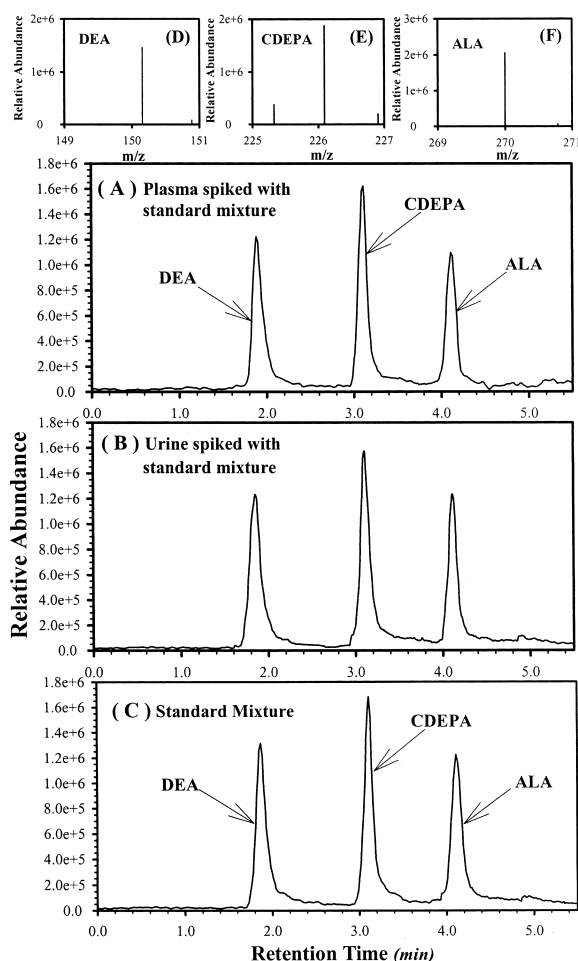 Relative Abundance
2e+6
1e+6
0
DEA
(D)
149 150 151
m/z
Relative Abundance
2e+6
1e+6
0
CDEPA
(E)
225 226 227
m/z
Relative Abundance
3e+6
2e+6
1e+6
0
ALA
(F)
269 270 271
m/z
Relative Abundance
1.8e+6
1.6e+6
1.4e+6
1.2e+6
1.0e+6
8.0e+5
6.0e+5
4.0e+5
2.0e+5
0.0
( A ) Plasma spiked with
standard mixture
DEA
CDEPA
ALA
0.0 1.0 2.0 3.0 4.0 5.0
1.8e+6
1.6e+6
1.4e+6
1.2e+6
1.0e+6
8.0e+5
6.0e+5
4.0e+5
2.0e+5
0.0
( B ) Urine spiked with
standard mixture
0.0 1.0 2.0 3.0 4.0 5.0
1.8e+6
1.6e+6
1.4e+6
1.2e+6
1.0e+6
8.0e+5
6.0e+5
4.0e+5
2.0e+5
0.0
( C ) Standard Mixture
DEA
CDEPA
ALA
0.0 1.0 2.0 3.0 4.0 5.0
Retention Time (min)